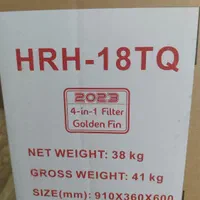 HRH-18TQ
2023
4-in-1 Filter
Golden Fin
NET WEIGHT: 38 kg
GROSS WEIGHT: 41 kg
SIZE(mm): 910X360X600